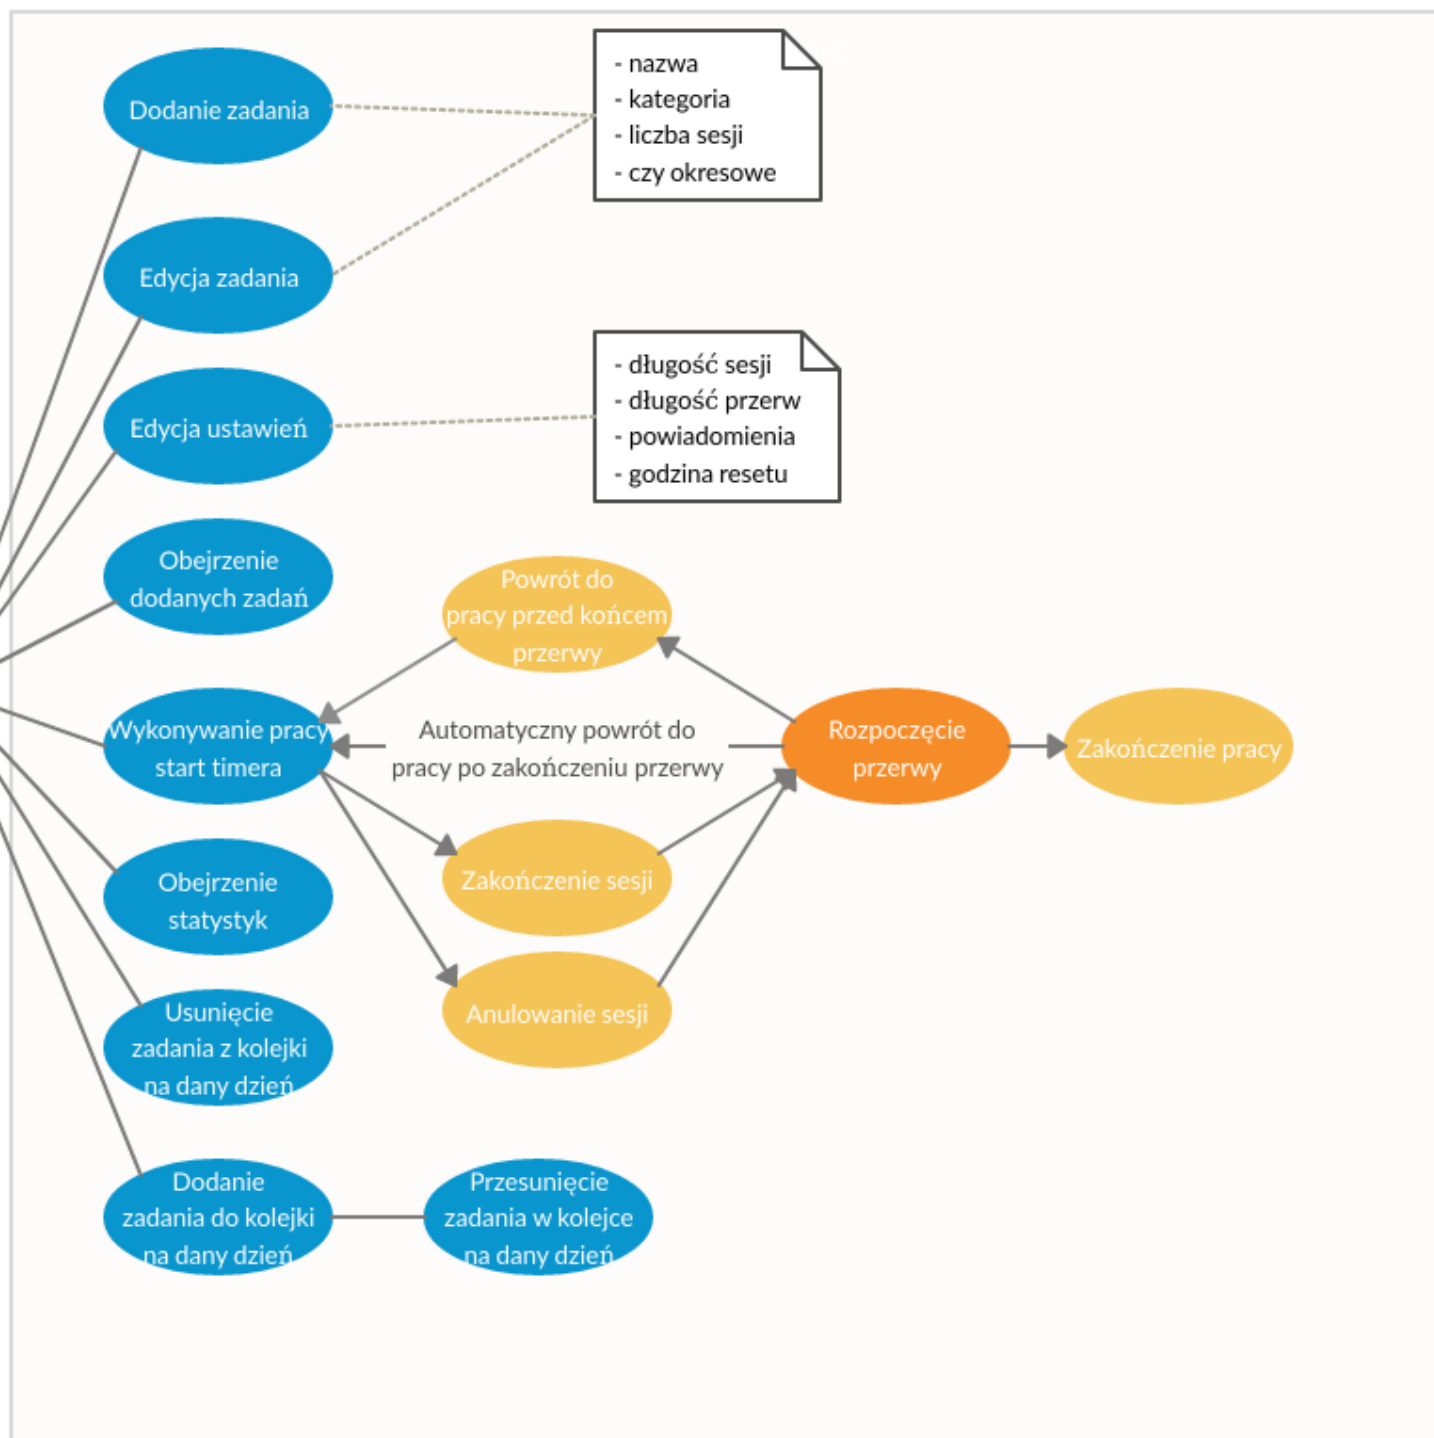 Dodanie zadania
- nazwa
- kategoria
- liczba sesji
- czy okresowe
Edycja zadania
Edycja ustawień
- długość sesji
- długość przerw
- powiadomienia
- godzina resetu
Obejrzenie
dodanych zadań
Powrót do
pracy przed końcem
przerwy
Wykonywanie pracy
start timera
Automatyczny powrót do
pracy po zakończeniu przerwy
Rozpoczęcie
przerwy
Zakończenie pracy
Obejrzenie
statystyk
Zakończenie sesji
Anulowanie sesji
Usunięcie
zadania z kolejki
na dany dzień
Dodanie
zadania do kolejki
na dany dzień
Przesunięcie
zadania w kolejce
na dany dzień